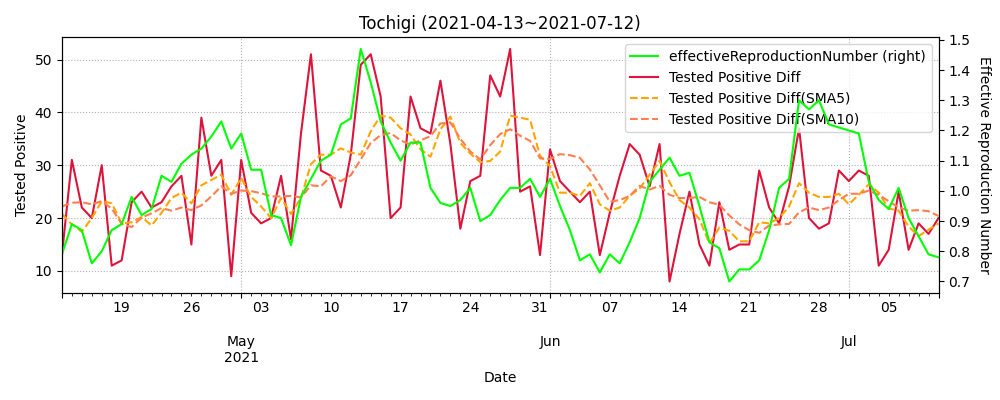 Tochigi (2021-04-13~2021-07-12)
effectiveReproductionNumber (right)
Tested Positive Diff
Tested Positive Diff(SMA5)
Tested Positive Diff(SMA10)
Tested Positive
50
40
30
20
10
Effective Reproduction Number
1.5
1.4
1.3
1.2
1.1
1.0
0.9
0.8
0.7
19 26 03 10 17 24 31 07 14 21 28 05
May Jun Jul
2021
Date